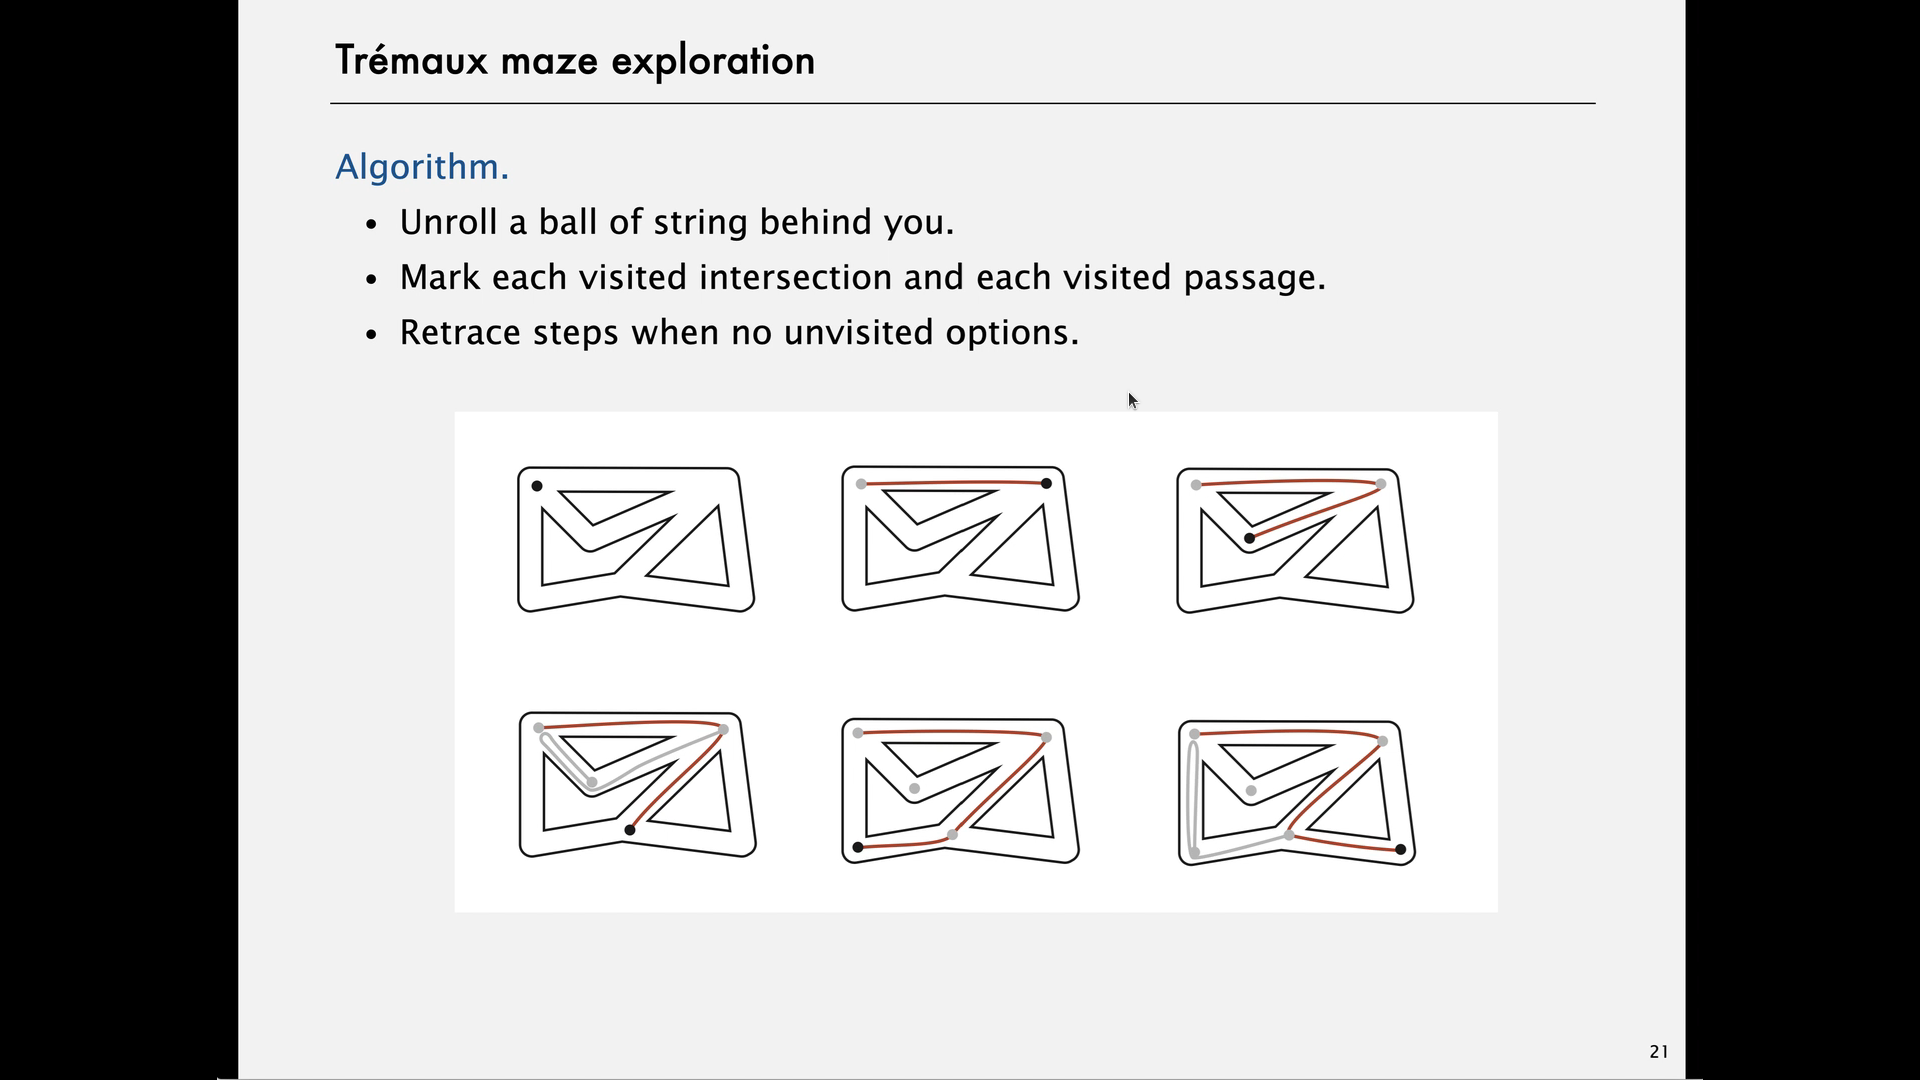 Trémaux maze exploration
Algorithm.
• Unroll a ball of string behind you.
• Mark each visited intersection and each visited passage.
• Retrace steps when no unvisited options.
21